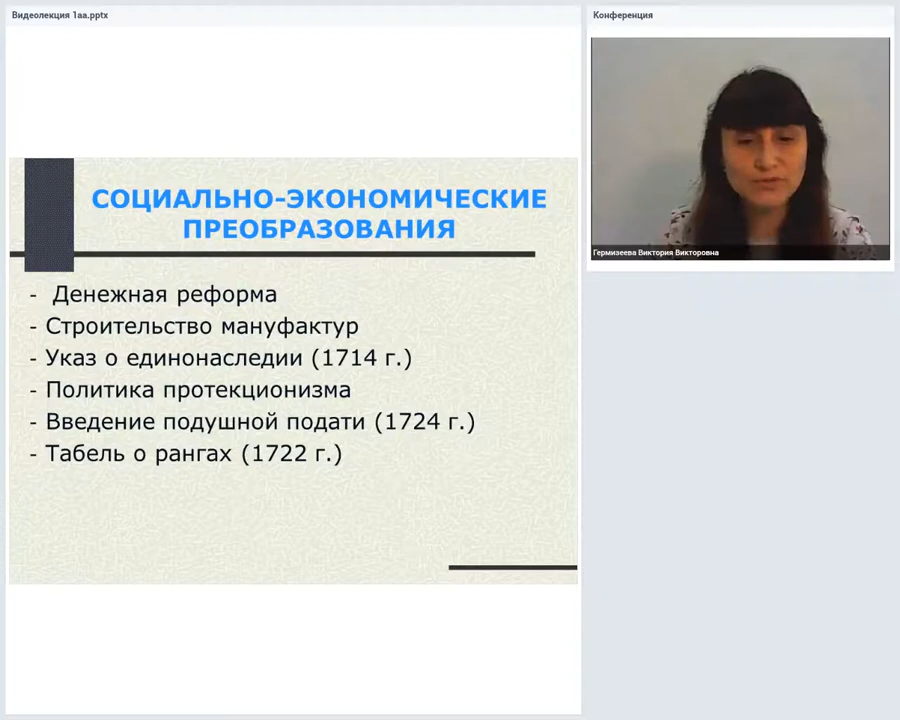 Видеолекция 1aa.pptx
Конференция
СОЦИАЛЬНО-ЭКОНОМИЧЕСКИЕ
ПРЕОБРАЗОВАНИЯ
- Денежная реформа
- Строительство мануфактур
- Указ о единонаследии (1714 г.)
- Политика протекционизма
- Введение подушной подати (1724 г.)
- Табель о рангах (1722 г.)
Гермизеева Виктория Викторовна